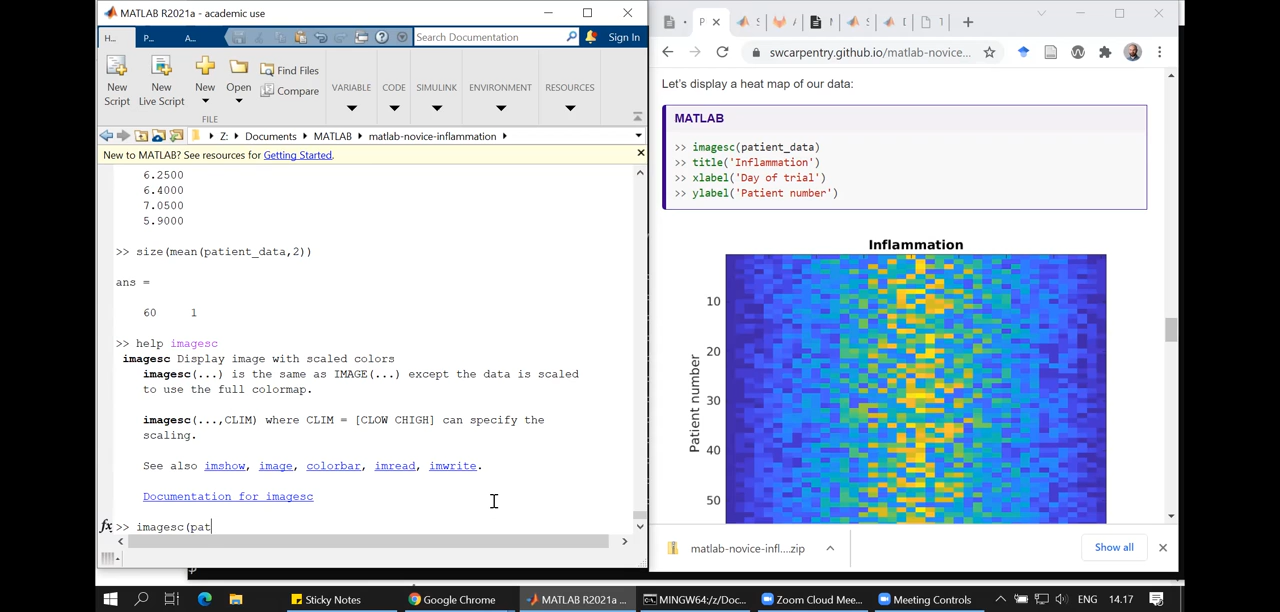 MATLAB R2021a - academic use
H... P... A...
Search Documentation
Sign In
New Script
New Live Script
New
Open
Find Files
Compare
FILE
VARIABLE
CODE
SIMULINK
ENVIRONMENT
RESOURCES
Z: Documents MATLAB matlab-novice-inflammation
New to MATLAB? See resources for Getting Started.
6.2500
6.4000
7.0500
5.9000
>> size(mean(patient_data,2))
ans =
60 1
>> help imagesc
imagesc Display image with scaled colors
imagesc(...) is the same as IMAGE(...) except the data is scaled
to use the full colormap.
imagesc(...,CLIM) where CLIM = [CLOW CHIGH] can specify the
scaling.
See also imshow, image, colorbar, imread, imwrite.
Documentation for imagesc
fx >> imagesc(pat
swcarpentry.github.io/matlab-novice...
Let's display a heat map of our data:
MATLAB
>> imagesc(patient_data)
>> title('Inflammation')
>> xlabel('Day of trial')
>> ylabel('Patient number')
Inflammation
Patient number
10
20
30
40
50
matlab-novice-infl....zip
Show all
Sticky Notes
Google Chrome
MATLAB R2021a ...
MINGW64:/z/Doc...
Zoom Cloud Mee...
Meeting Controls
ENG
14.17